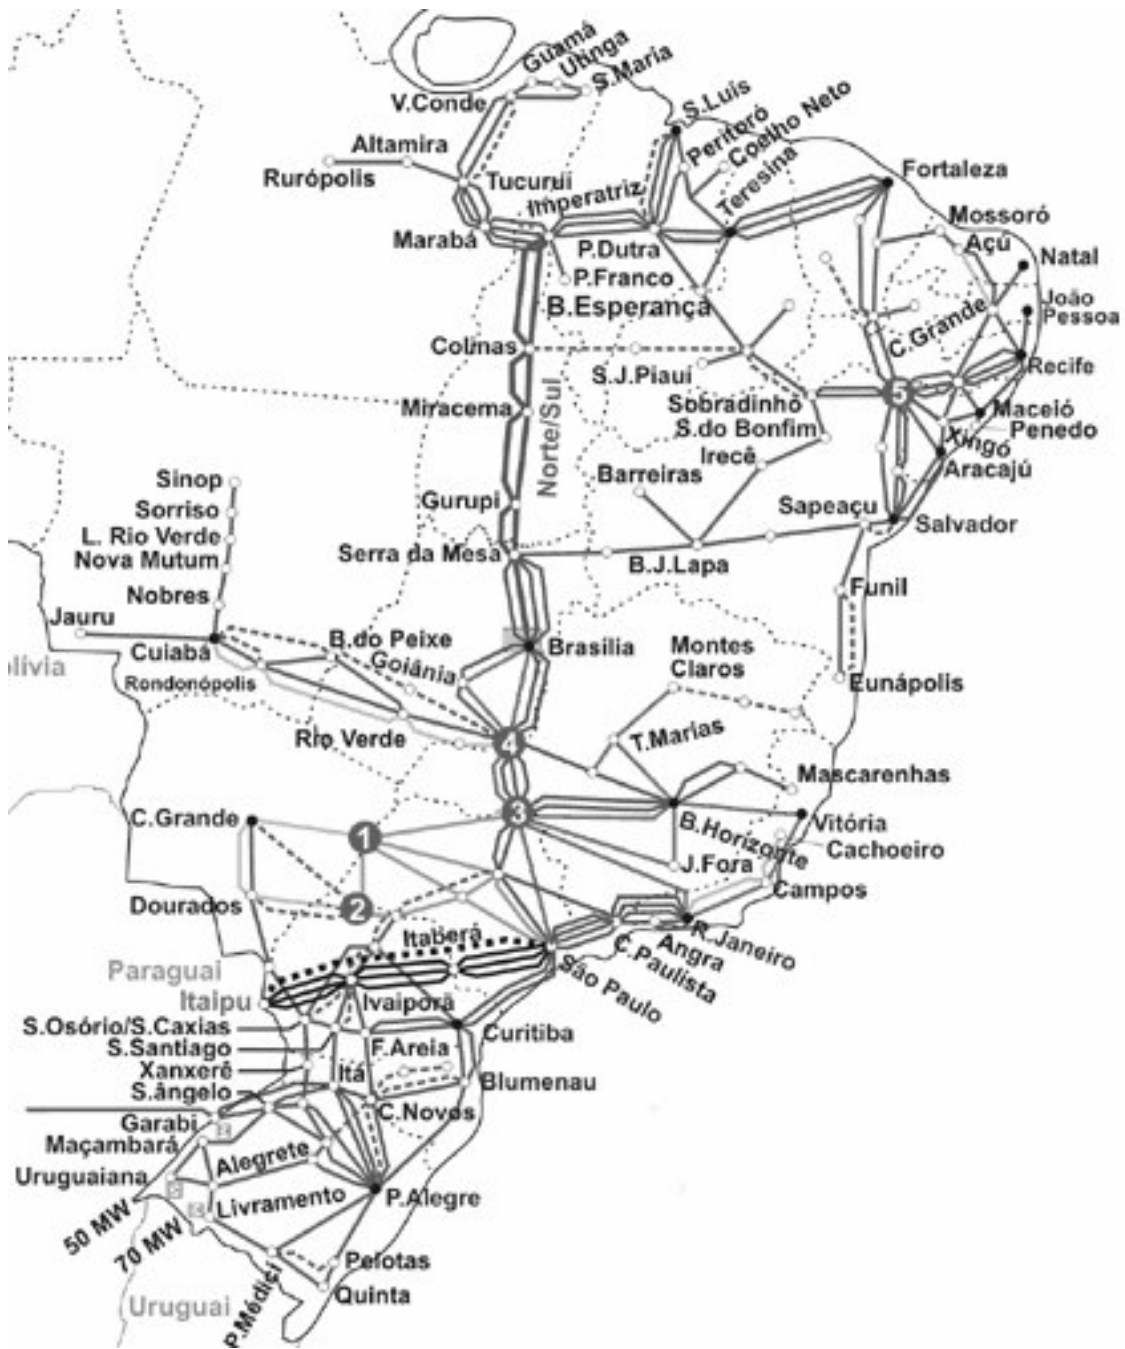 Guamá
Utinga
S.Maria
V.Conde
S.Luis
Peritoró
Coelho Neto
Altamira
Rurópolis
Tucuruí
Imperatriz
Teresina
Fortaleza
Marabá
P.Dutra
P.Franco
B.Esperança
Mossoró
Açú
Natal
João
Pessoa
C.Grande
Recife
Colinas
S.J.Piauí
Miracema
Norte/Sul
Sobradinho
S.do Bonfim
5
Maceió
Penedo
Xingó
Aracajú
Irecê
Barreiras
Sinop
Sorriso
L. Rio Verde
Nova Mutum
Nobres
Gurupi
Sapeaçu
Salvador
Serra da Mesa
B.J.Lapa
Funil
Jauru
Cuiabá
olívia
Rondonópolis
B.do Peixe
Goiânia
Brasília
Montes
Claros
Eunápolis
Rio Verde
4
T.Marias
Mascarenhas
C.Grande
1
3
B.Horizonte
Vitória
Cachoeiro
J.Fora
Campos
Dourados
2
Itaberá
R.Janeiro
Angra
C.Paulista
São Paulo
Paraguai
Itaipu
Ivaiporã
S.Osório/S.Caxias
Curitiba
S.Santiago
F.Areia
Xanxerê
Itá
Blumenau
S.ângelo
C.Novos
Garabi
Maçambará
Alegrete
Uruguaiana
Livramento
P.Alegre
50 MW
70 MW
Pelotas
Quinta
P.Médici
Uruguai